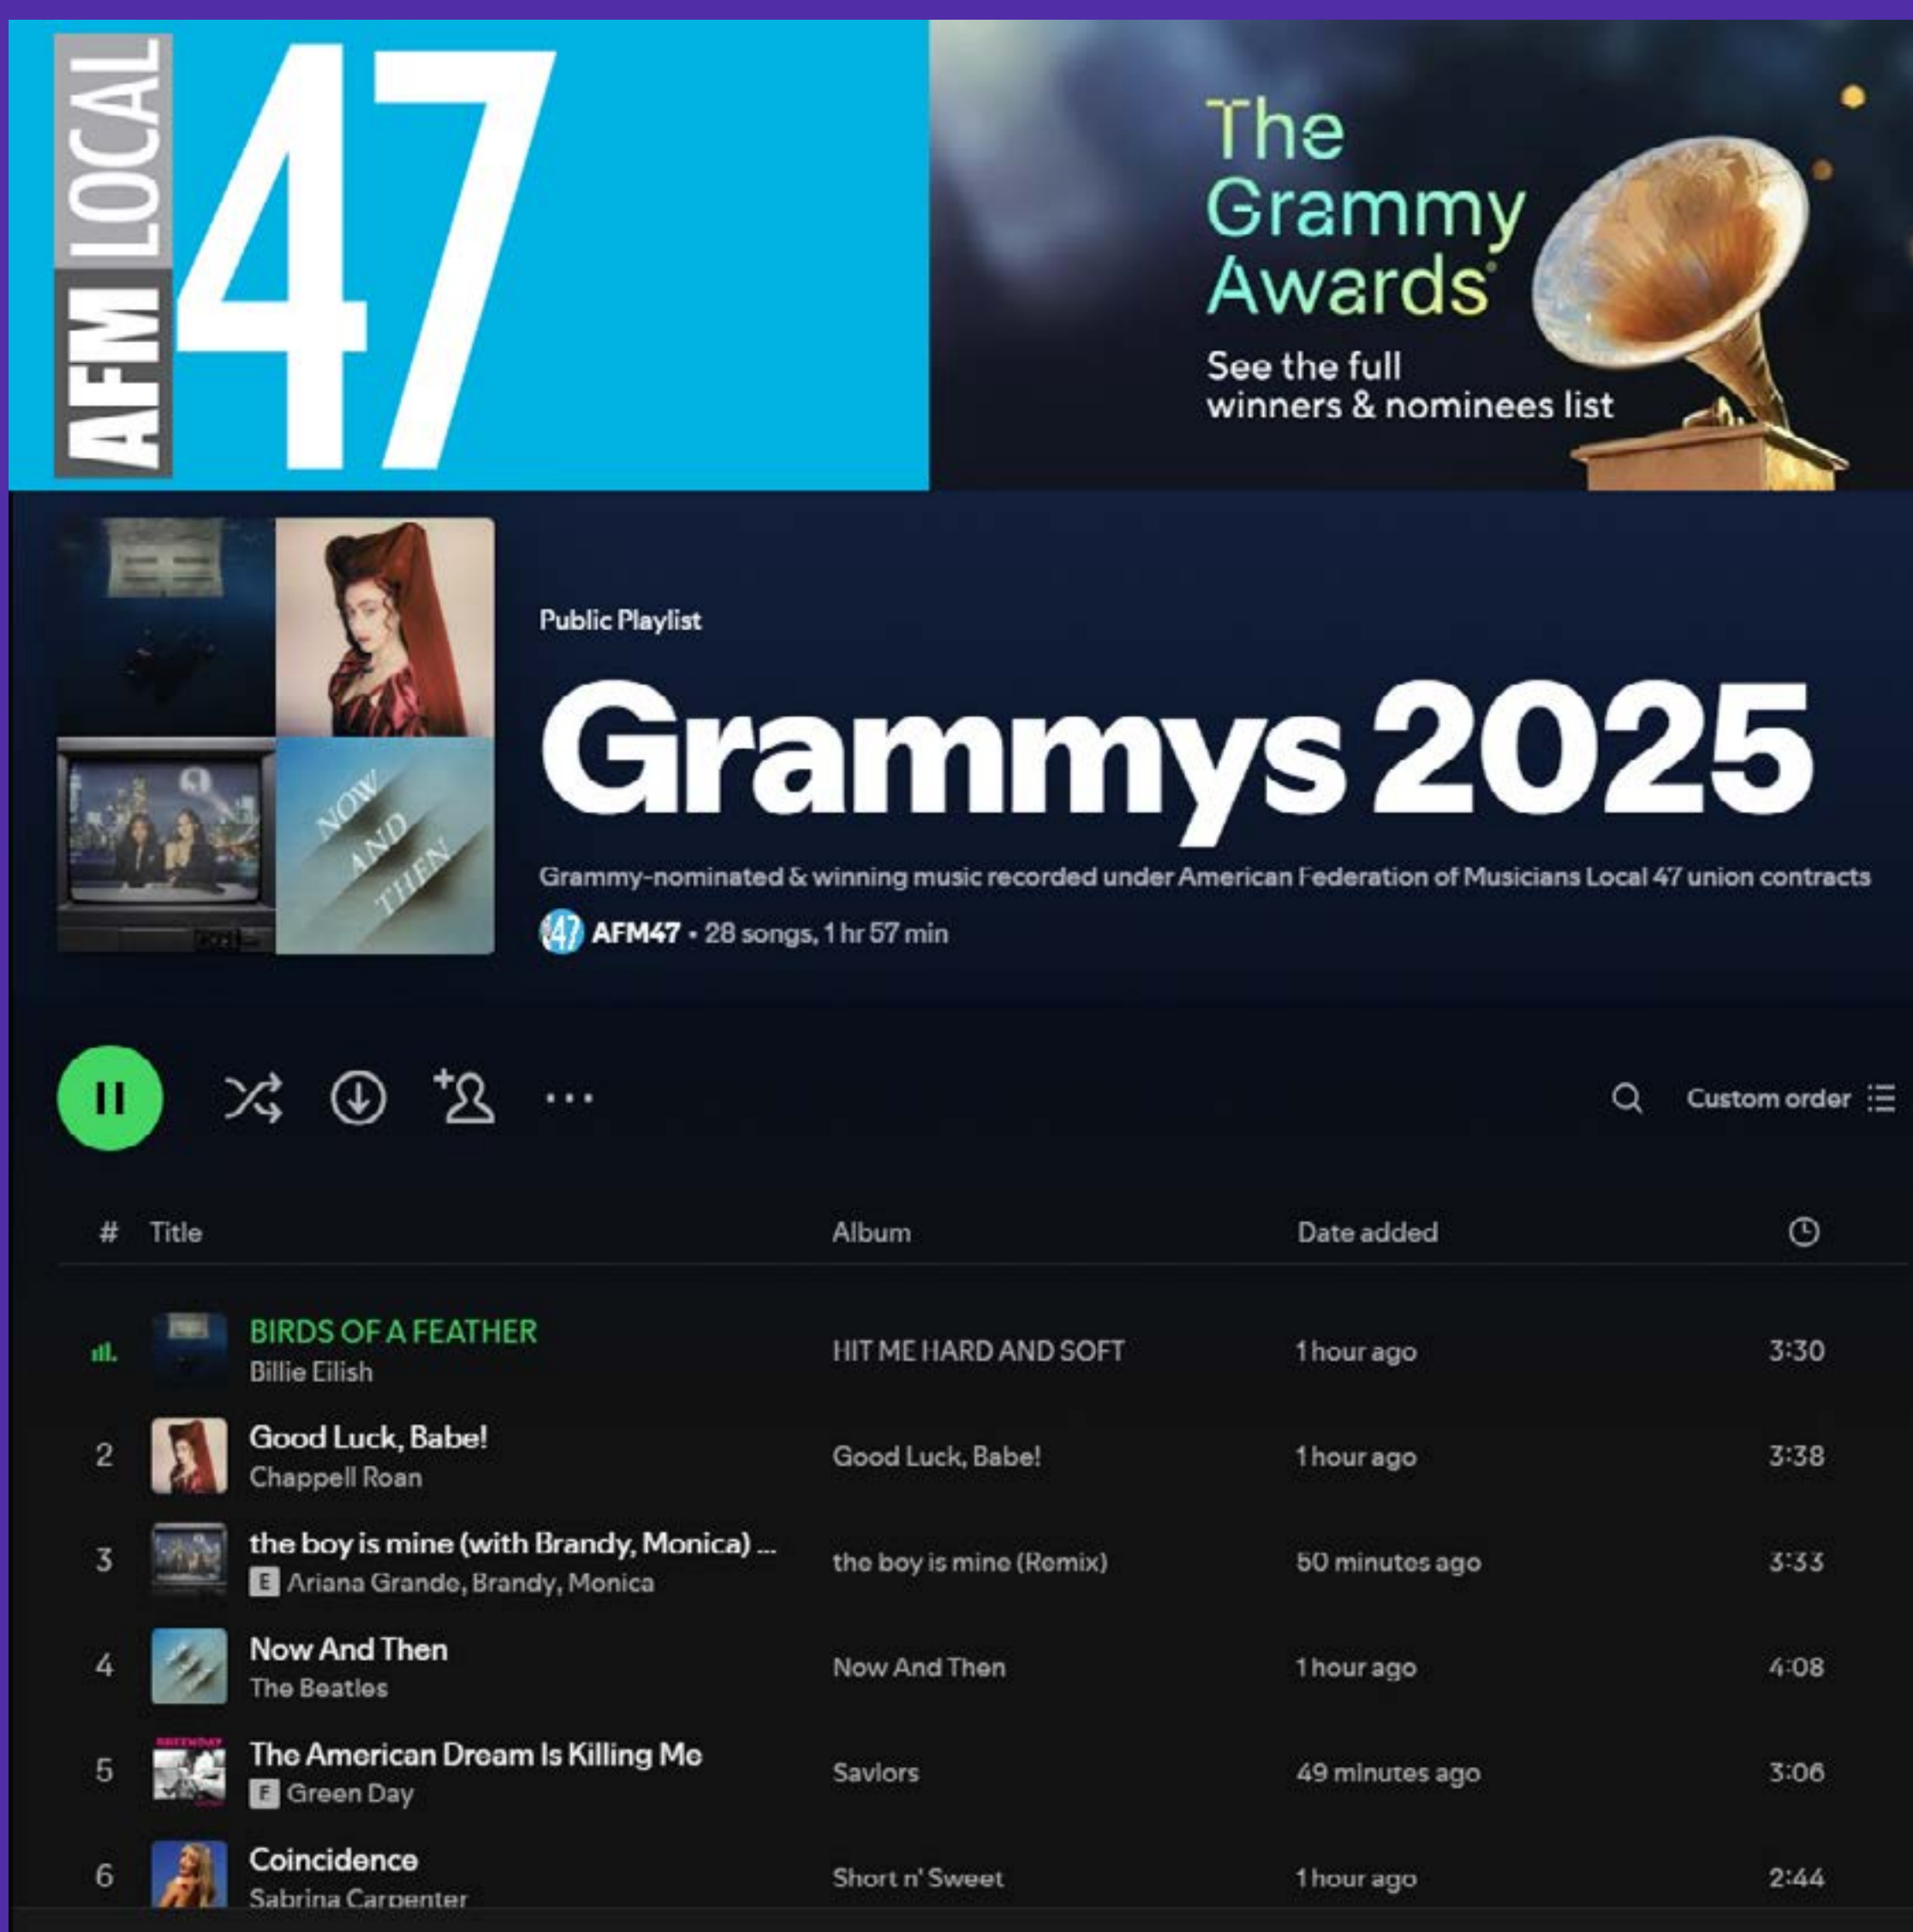 AFM LOCAL
47
The
Grammy
Awards
See the full
winners & nominees list
NOW
AND
THEN
Public Playlist
Grammys 2025
Grammy-nominated & winning music recorded under American Federation of Musicians Local 47 union contracts
47 AFM47 • 28 songs, 1 hr 57 min
Custom order
# Title Album Date added
BIRDS OF A FEATHER
Billie Eilish
HIT ME HARD AND SOFT 1 hour ago 3:30
2 Good Luck, Babe!
Chappell Roan
Good Luck, Babe! 1 hour ago 3:38
3 the boy is mine (with Brandy, Monica) ...
E Ariana Grande, Brandy, Monica
the boy is mine (Remix) 50 minutes ago 3:33
4 Now And Then
The Beatles
Now And Then 1 hour ago 4:08
5 The American Dream Is Killing Me
E Green Day
Saviors 49 minutes ago 3:06
6 Coincidence
Sabrina Carpenter
Short n' Sweet 1 hour ago 2:44